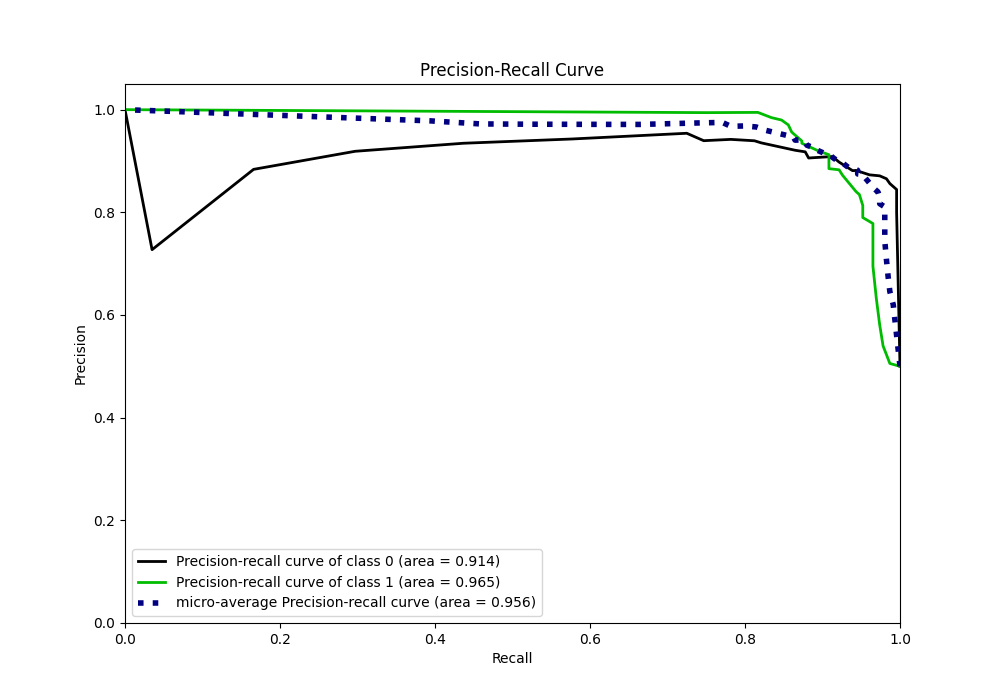 Precision-Recall Curve
1.0
0.8
0.6
0.4
0.2
0.0
Precision
Precision-recall curve of class 0 (area = 0.914)
Precision-recall curve of class 1 (area = 0.965)
micro-average Precision-recall curve (area = 0.956)
0.0 0.2 0.4 0.6 0.8 1.0
Recall